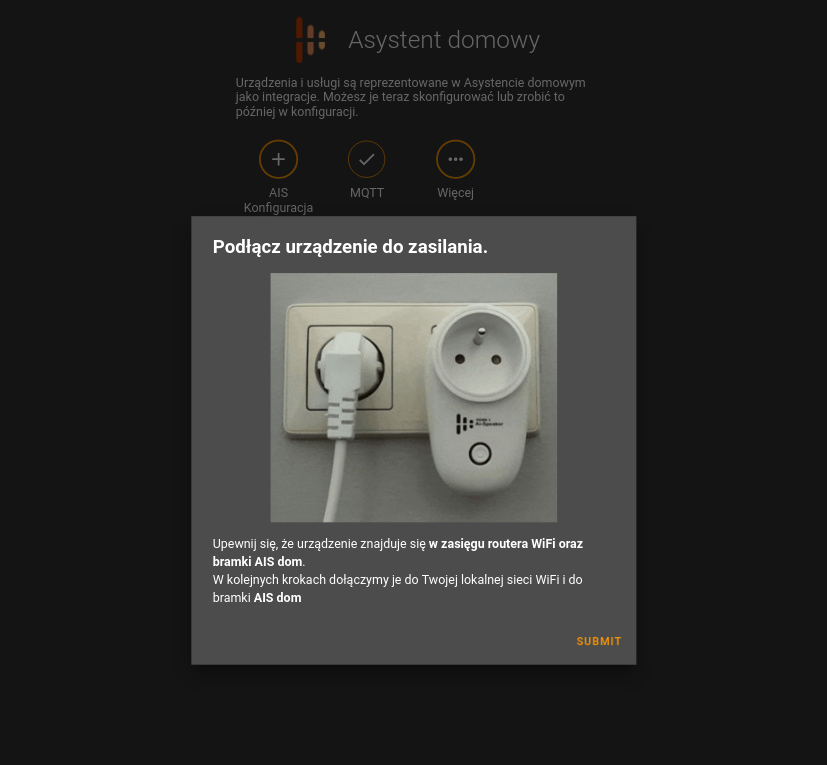 Asystent domowy
Urządzenia i usługi są reprezentowane w Asystencie domowym
jako integracje. Możesz je teraz skonfigurować lub zrobić to
później w konfiguracji.
AIS
Konfiguracja
MQTT
Więcej
Podłącz urządzenie do zasilania.
AI-Speaker
Upewnij się, że urządzenie znajduje się w zasięgu routera WiFi oraz
bramki AIS dom.
W kolejnych krokach dołączymy je do Twojej lokalnej sieci WiFi i do
bramki AIS dom
SUBMIT